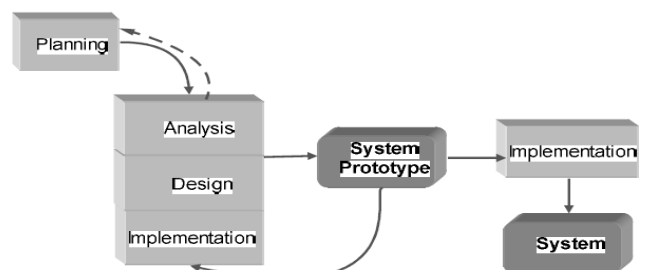 Planning
Analysis
Design
Implementation
System
Prototype
Implementation
System